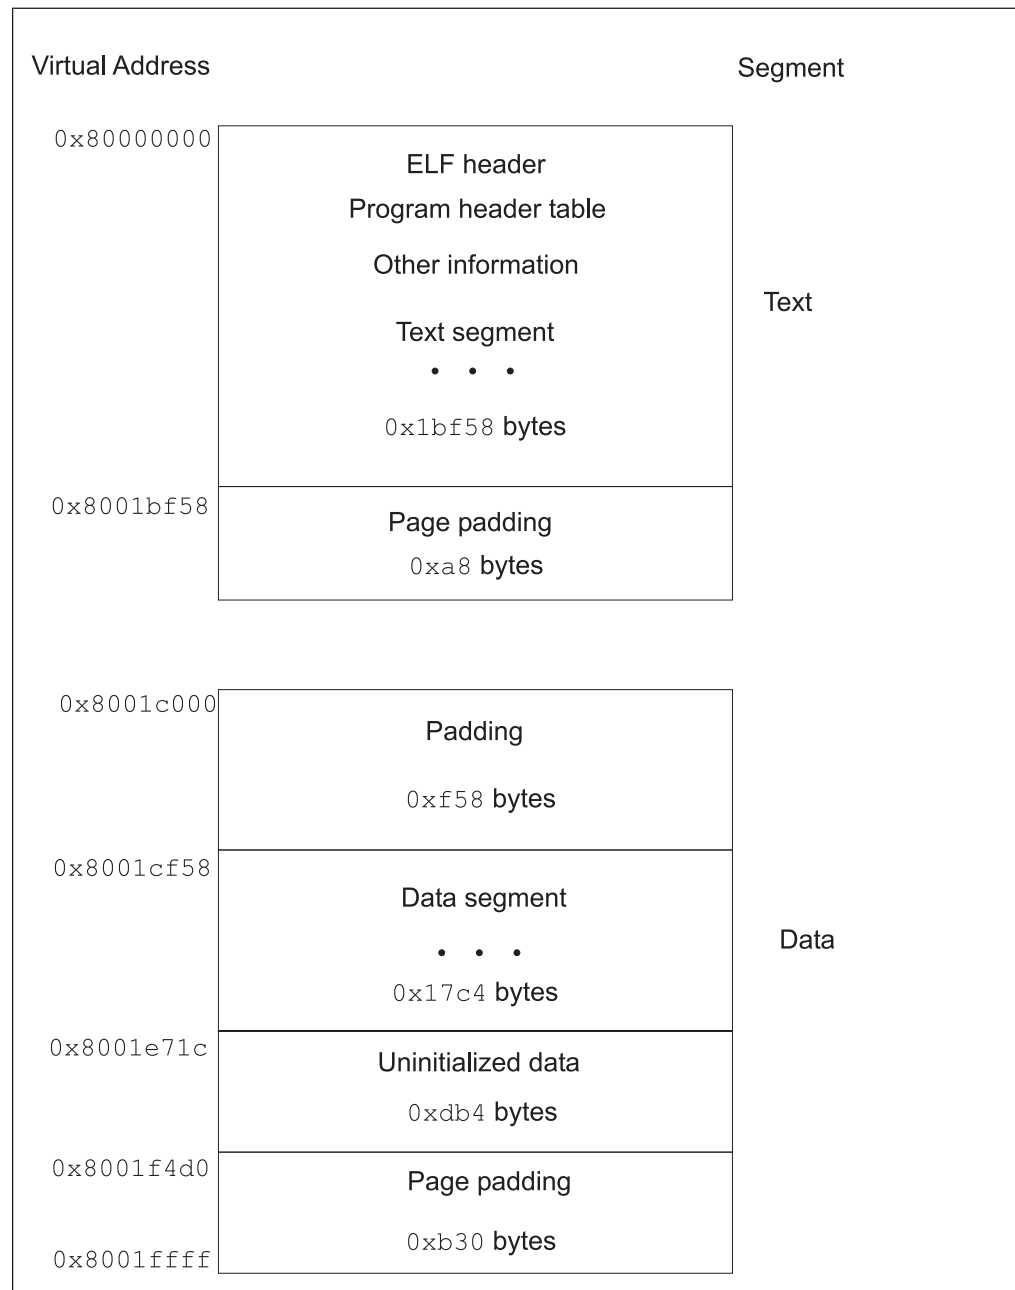 Virtual Address
Segment
0x80000000
ELF header
Program header table
Other information
Text
Text segment
. . .
0x1bf58 bytes
0x8001bf58
Page padding
0xa8 bytes
0x8001c000
Padding
0xf58 bytes
0x8001cf58
Data segment
Data
. . .
0x17c4 bytes
0x8001e71c
Uninitialized data
0xdb4 bytes
0x8001f4d0
Page padding
0xb30 bytes
0x8001ffff